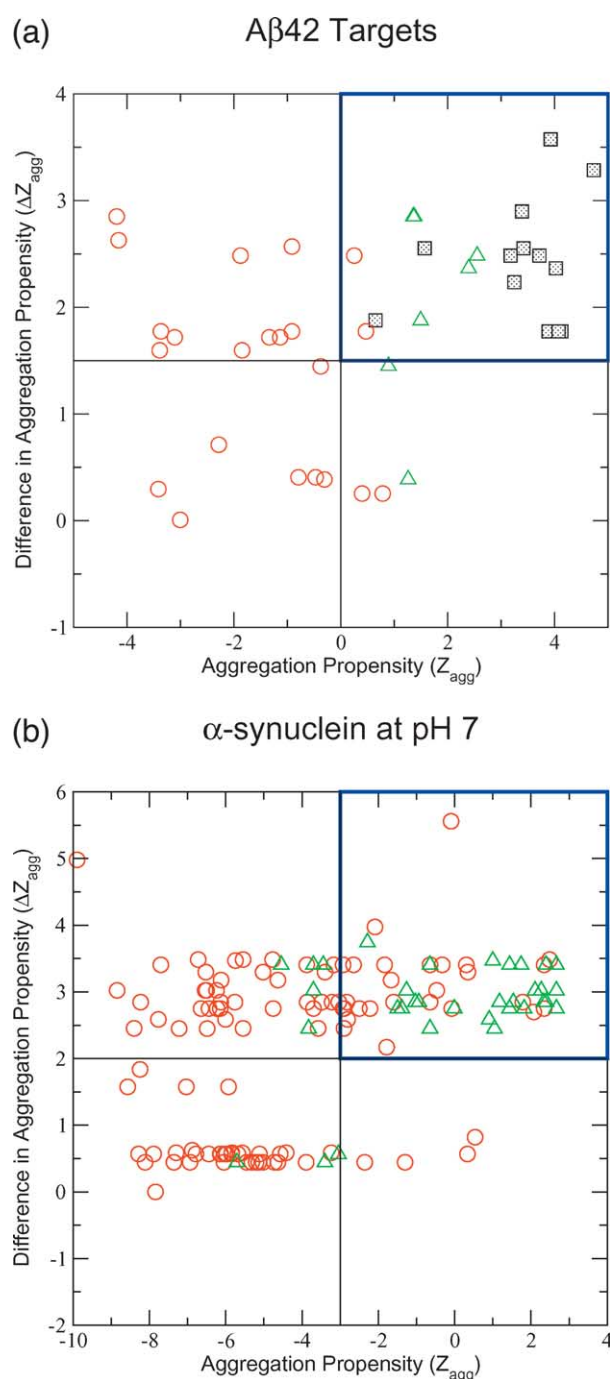 (a) Aβ42 Targets
4
3
2
1
0
-1
Difference in Aggregation Propensity (ΔZagg)
-4 -2 0 2 4
Aggregation Propensity (Zagg)
(b) α-synuclein at pH 7
6
5
4
3
2
1
0
-1
-2
Difference in Aggregation Propensity (ΔZagg)
-10 -8 -6 -4 -2 0 2 4
Aggregation Propensity (Zagg)